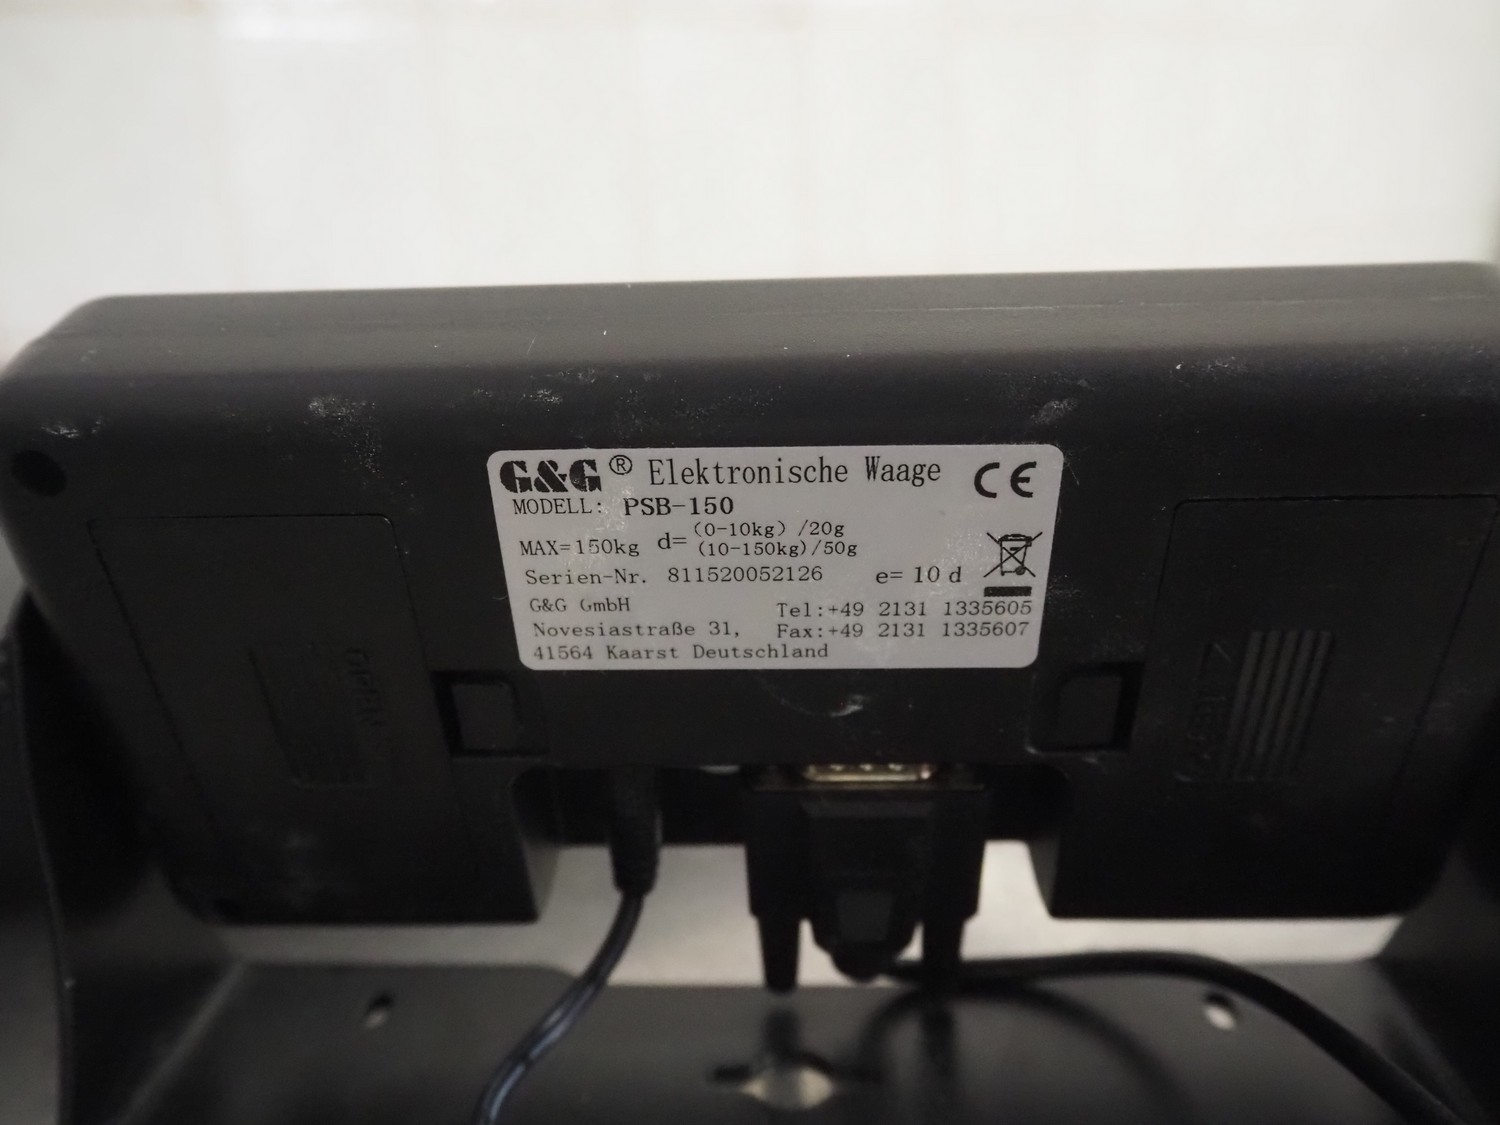 G&G® Elektronische Waage CE
MODELL: PSB-150
MAX=150kg d= (0-10kg) /20g
(10-150kg)/50g
Serien-Nr. 811520052126 e= 10 d
G&G GmbH Tel:+49 2131 1335605
Novesiastraße 31, Fax:+49 2131 1335607
41564 Kaarst Deutschland
OPEN